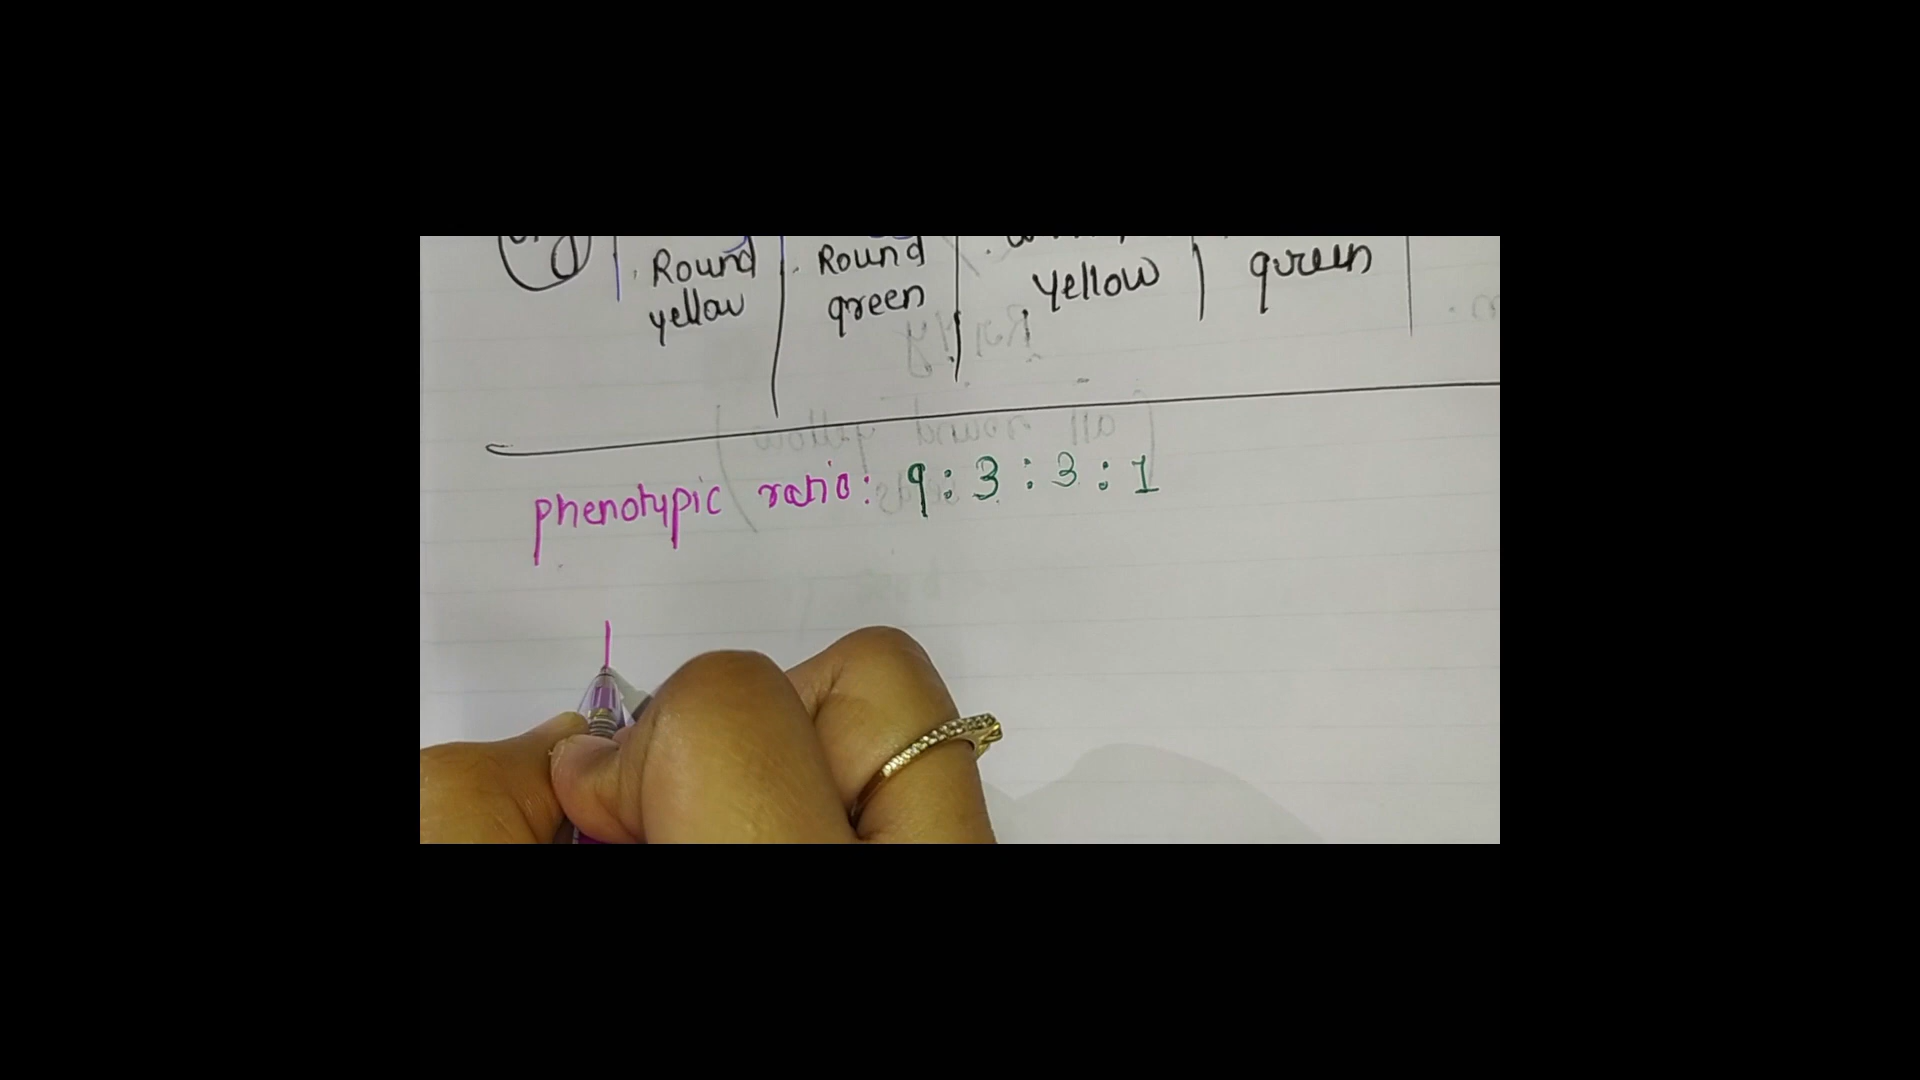 Round Round
yellow green yellow green
phenotypic ratio: 9:3:3:1